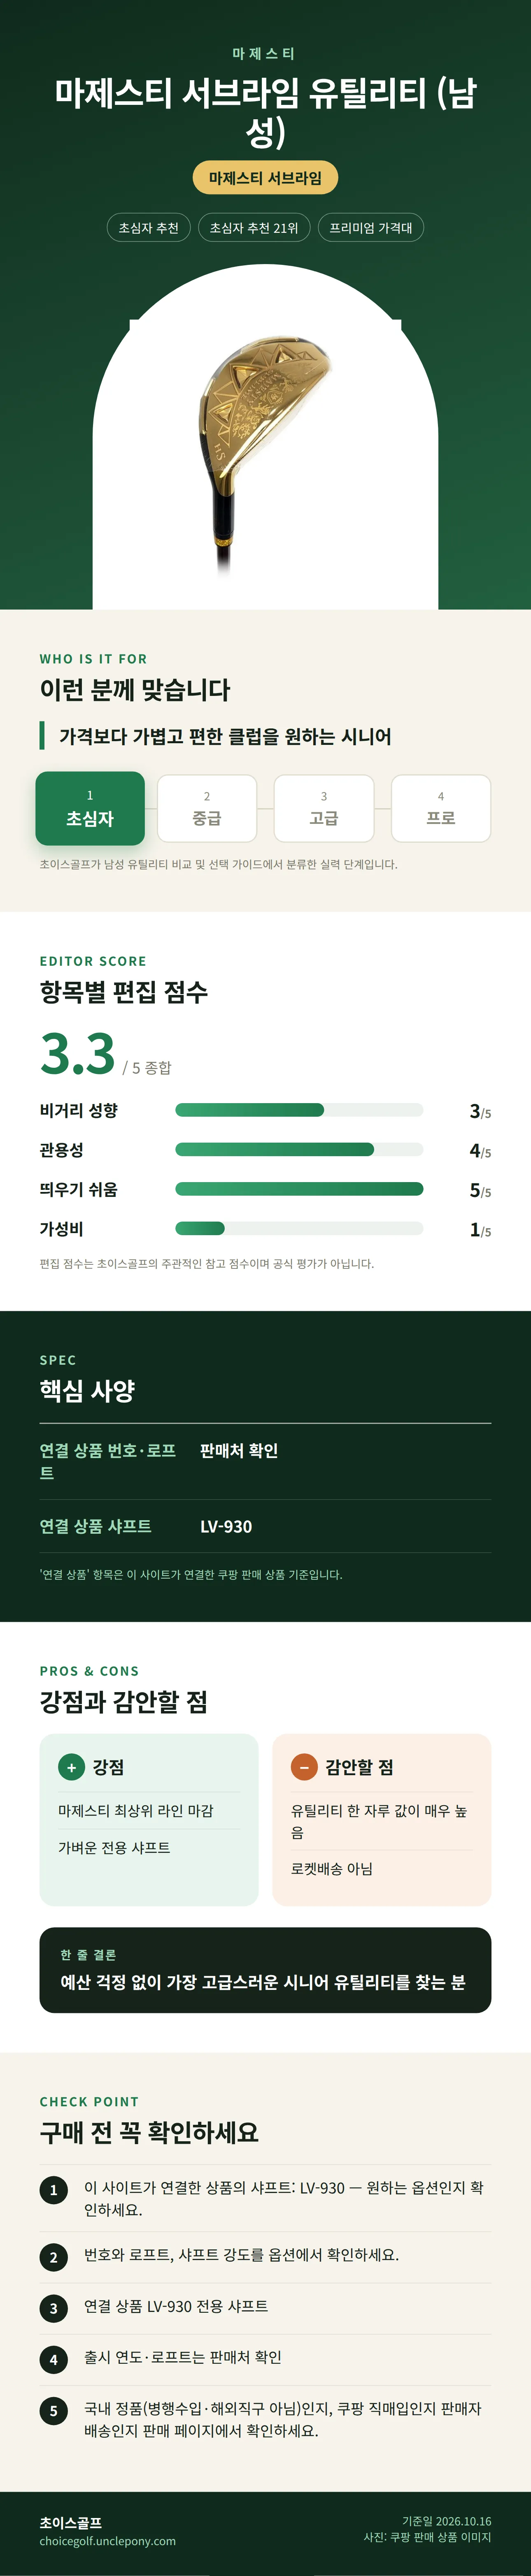 마제스티
마제스티 서브라임 유틸리티 (남
성)
마제스티 서브라임
초심자 추천
초심자 추천 21위
프리미엄 가격대
HS
WHO IS IT FOR
이런 분께 맞습니다
가격보다 가볍고 편한 클럽을 원하는 시니어
1
초심자
2
중급
3
고급
4
프로
초이스골프가 남성 유틸리티 비교 및 선택 가이드에서 분류한 실력 단계입니다.
EDITOR SCORE
항목별 편집 점수
3.3 / 5 종합
비거리 성향 3/5
관용성 4/5
띄우기 쉬움 5/5
가성비 1/5
편집 점수는 초이스골프의 주관적인 참고 점수이며 공식 평가가 아닙니다.
SPEC
핵심 사양
연결 상품 번호·로프
트
판매처 확인
연결 상품 샤프트 LV-930
'연결 상품' 항목은 이 사이트가 연결한 쿠팡 판매 상품 기준입니다.
PROS & CONS
강점과 감안할 점
+ 강점
마제스티 최상위 라인 마감
가벼운 전용 샤프트
− 감안할 점
유틸리티 한 자루 값이 매우 높
음
로켓배송 아님
한 줄 결론
예산 걱정 없이 가장 고급스러운 시니어 유틸리티를 찾는 분
CHECK POINT
구매 전 꼭 확인하세요
1 이 사이트가 연결한 상품의 샤프트: LV-930 — 원하는 옵션인지 확
인하세요.
2 번호와 로프트, 샤프트 강도를 옵션에서 확인하세요.
3 연결 상품 LV-930 전용 샤프트
4 출시 연도·로프트는 판매처 확인
5 국내 정품(병행수입·해외직구 아님)인지, 쿠팡 직매입인지 판매자
배송인지 판매 페이지에서 확인하세요.
초이스골프
choicegolf.unclepony.com
기준일 2026.10.16
사진: 쿠팡 판매 상품 이미지